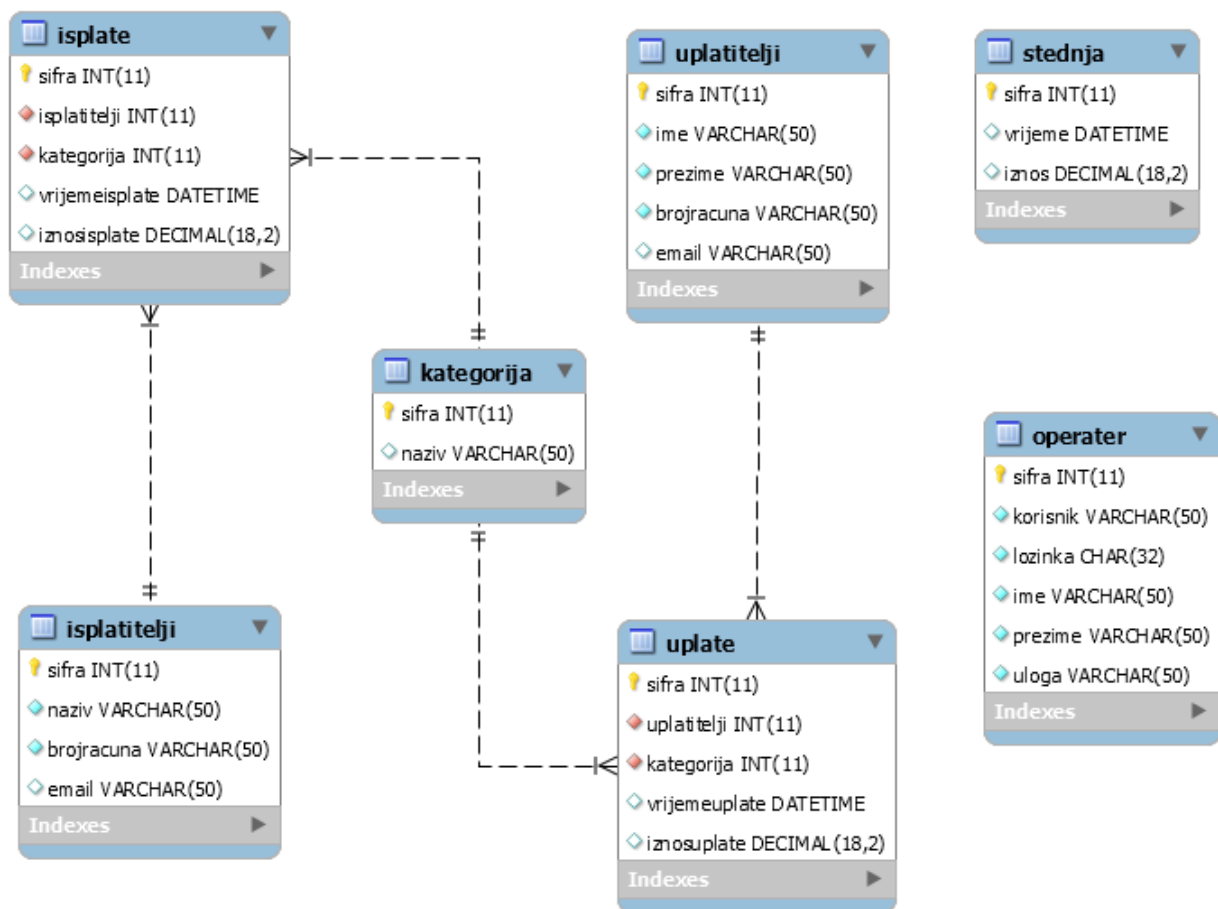 isplate
sifra INT(11)
isplatitelji INT(11)
kategorija INT(11)
vrijemeisplate DATETIME
iznosisplate DECIMAL(18,2)
Indexes
uplatitelji
sifra INT(11)
ime VARCHAR(50)
prezime VARCHAR(50)
brojracuna VARCHAR(50)
email VARCHAR(50)
Indexes
stednja
sifra INT(11)
vrijeme DATETIME
iznos DECIMAL(18,2)
Indexes
kategorija
sifra INT(11)
naziv VARCHAR(50)
Indexes
operater
sifra INT(11)
korisnik VARCHAR(50)
lozinka CHAR(32)
ime VARCHAR(50)
prezime VARCHAR(50)
uloga VARCHAR(50)
Indexes
isplatitelji
sifra INT(11)
naziv VARCHAR(50)
brojracuna VARCHAR(50)
email VARCHAR(50)
Indexes
uplate
sifra INT(11)
uplatitelji INT(11)
kategorija INT(11)
vrijemeuplate DATETIME
iznosuplate DECIMAL(18,2)
Indexes